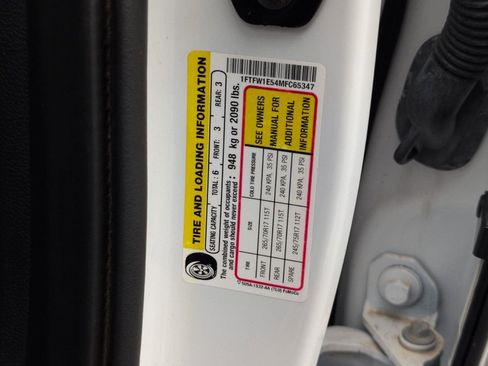 TIRE AND LOADING INFORMATION
SEATING CAPACITY TOTAL: 6 FRONT: 3 REAR: 3
The combined weight of occupants
and cargo should never exceed: 948 kg or 2090 lbs.
TIRE SIZE COLD TIRE PRESSURE
FRONT 265/70R17 115T 240 KPA, 35 PSI
REAR 265/70R17 115T 240 KPA, 35 PSI
SPARE 245/75R17 112T 240 KPA, 35 PSI
SEE OWNERS
MANUAL FOR
ADDITIONAL
INFORMATION
1FTFW1E54MFC65347